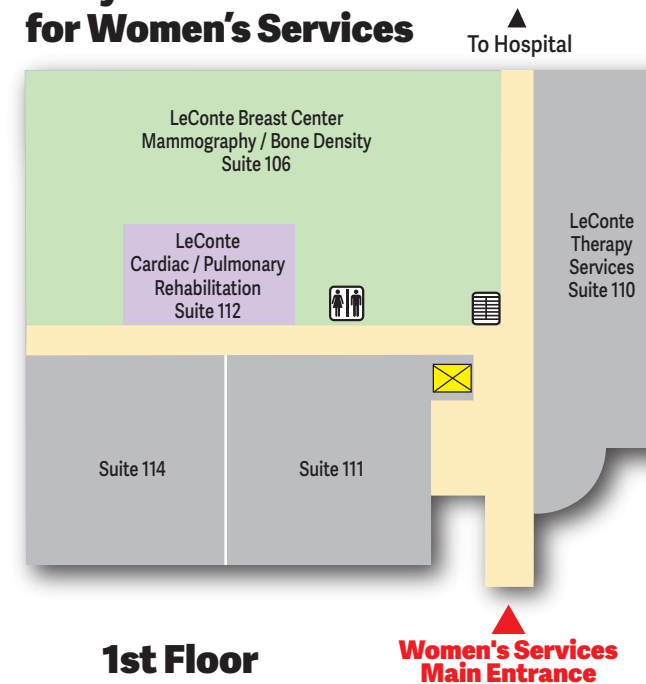 for Women's Services
To Hospital
LeConte Breast Center
Mammography / Bone Density
Suite 106
LeConte
Cardiac / Pulmonary
Rehabilitation
Suite 112
LeConte
Therapy
Services
Suite 110
Suite 114
Suite 111
1st Floor
Women's Services
Main Entrance